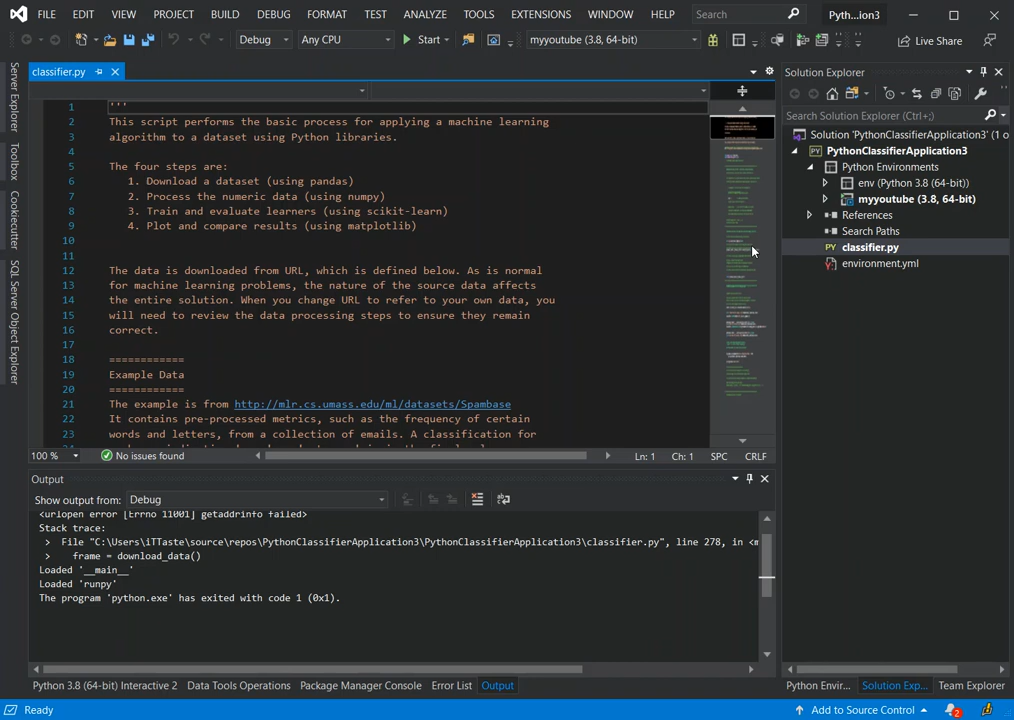 FILE EDIT VIEW PROJECT BUILD DEBUG FORMAT TEST ANALYZE TOOLS EXTENSIONS WINDOW HELP Search Pyth...ion3
Debug Any CPU Start myyoutube (3.8, 64-bit) Live Share
Server Explorer
Toolbox
Cookiecutter
SQL Server Object Explorer
classifier.py
1 '''
2 This script performs the basic process for applying a machine learning
3 algorithm to a dataset using Python libraries.
4
5 The four steps are:
6 1. Download a dataset (using pandas)
7 2. Process the numeric data (using numpy)
8 3. Train and evaluate learners (using scikit-learn)
9 4. Plot and compare results (using matplotlib)
10
11
12 The data is downloaded from URL, which is defined below. As is normal
13 for machine learning problems, the nature of the source data affects
14 the entire solution. When you change URL to refer to your own data, you
15 will need to review the data processing steps to ensure they remain
16 correct.
17
18 ============
19 Example Data
20 ============
21 The example is from http://mlr.cs.umass.edu/ml/datasets/Spambase
22 It contains pre-processed metrics, such as the frequency of certain
23 words and letters, from a collection of emails. A classification for
100 % No issues found Ln: 1 Ch: 1 SPC CRLF
Output
Show output from: Debug
<urlopen error [Errno 11001] getaddrinfo failed>
Stack trace:
> File "C:\Users\iTTaste\source\repos\PythonClassifierApplication3\PythonClassifierApplication3\classifier.py", line 278, in <m
> frame = download_data()
Loaded '__main__'
Loaded 'runpy'
The program 'python.exe' has exited with code 1 (0x1).
Python 3.8 (64-bit) Interactive 2 Data Tools Operations Package Manager Console Error List Output
Solution Explorer
Search Solution Explorer (Ctrl+;)
Solution 'PythonClassifierApplication3' (1 o
PY PythonClassifierApplication3
Python Environments
env (Python 3.8 (64-bit))
myyoutube (3.8, 64-bit)
References
Search Paths
PY classifier.py
environment.yml
Python Envir... Solution Exp... Team Explorer
Ready Add to Source Control 2